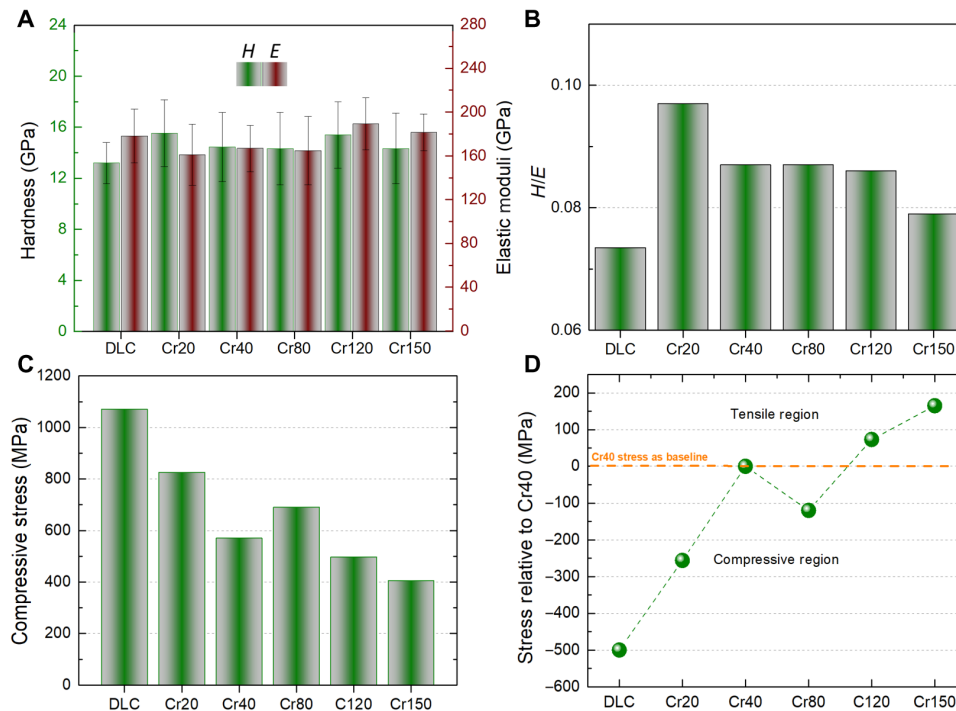 A
24
20
16
12
8
4
0
Hardness (GPa)
H E
280
240
200
160
120
80
40
0
Elastic moduli (GPa)
DLC Cr20 Cr40 Cr80 Cr120 Cr150
B
0.10
0.08
0.06
H/E
DLC Cr20 Cr40 Cr80 Cr120 Cr150
C
1200
1000
800
600
400
200
0
Compressive stress (MPa)
DLC Cr20 Cr40 Cr80 C120 Cr150
D
200
100
0
−100
−200
−300
−400
−500
−600
Stress relative to Cr40 (MPa)
Tensile region
Cr40 stress as baseline
Compressive region
DLC Cr20 Cr40 Cr80 C120 Cr150